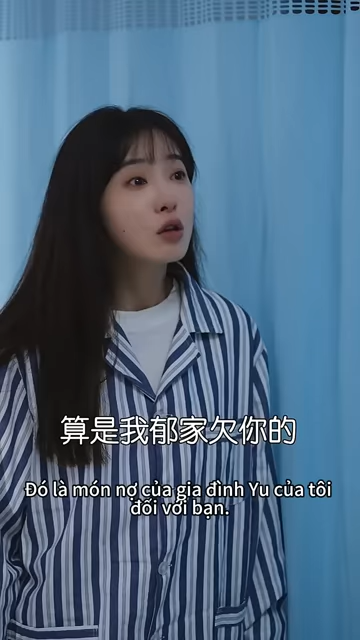 算是我郁家欠你的
Đó là món nợ của gia đình Yu của tôi
đối với bạn.